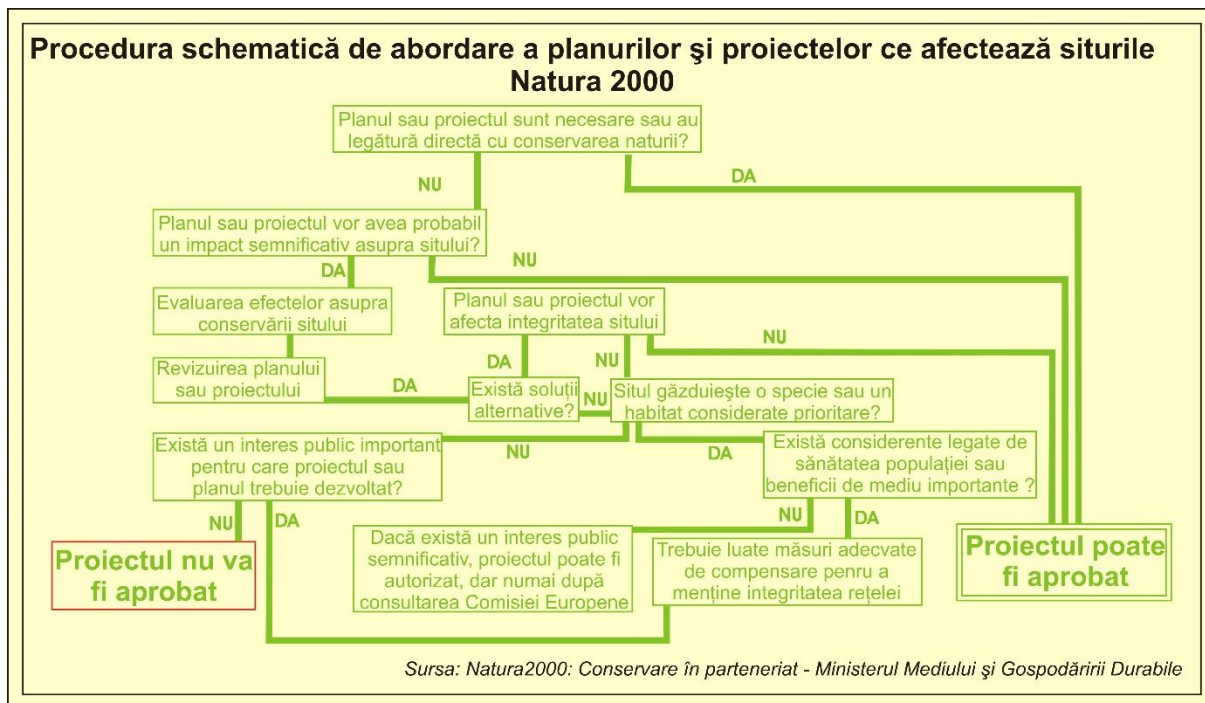 Procedura schematică de abordare a planurilor şi proiectelor ce afectează siturile
Natura 2000
Planul sau proiectul sunt necesare sau au
legătură directă cu conservarea naturii?
NU
DA
Planul sau proiectul vor avea probabil
un impact semnificativ asupra sitului?
DA
NU
Evaluarea efectelor asupra
conservării sitului
Planul sau proiectul vor
afecta integritatea sitului
NU
Revizuirea planului
sau proiectului
DA
DA
NU
Există soluții
alternative?
NU
Situl găzduieşte o specie sau un
habitat considerate prioritare?
Există un interes public important
pentru care proiectul sau
planul trebuie dezvoltat?
NU
DA
Există considerente legate de
sănătatea populației sau
beneficii de mediu importante ?
NU
DA
NU
DA
Proiectul nu va
fi aprobat
Dacă există un interes public
semnificativ, proiectul poate fi
autorizat, dar numai după
consultarea Comisiei Europene
Trebuie luate măsuri adecvate
de compensare penru a
menține integritatea rețelei
Proiectul poate
fi aprobat
Sursa: Natura2000: Conservare în parteneriat - Ministerul Mediului şi Gospodăririi Durabile